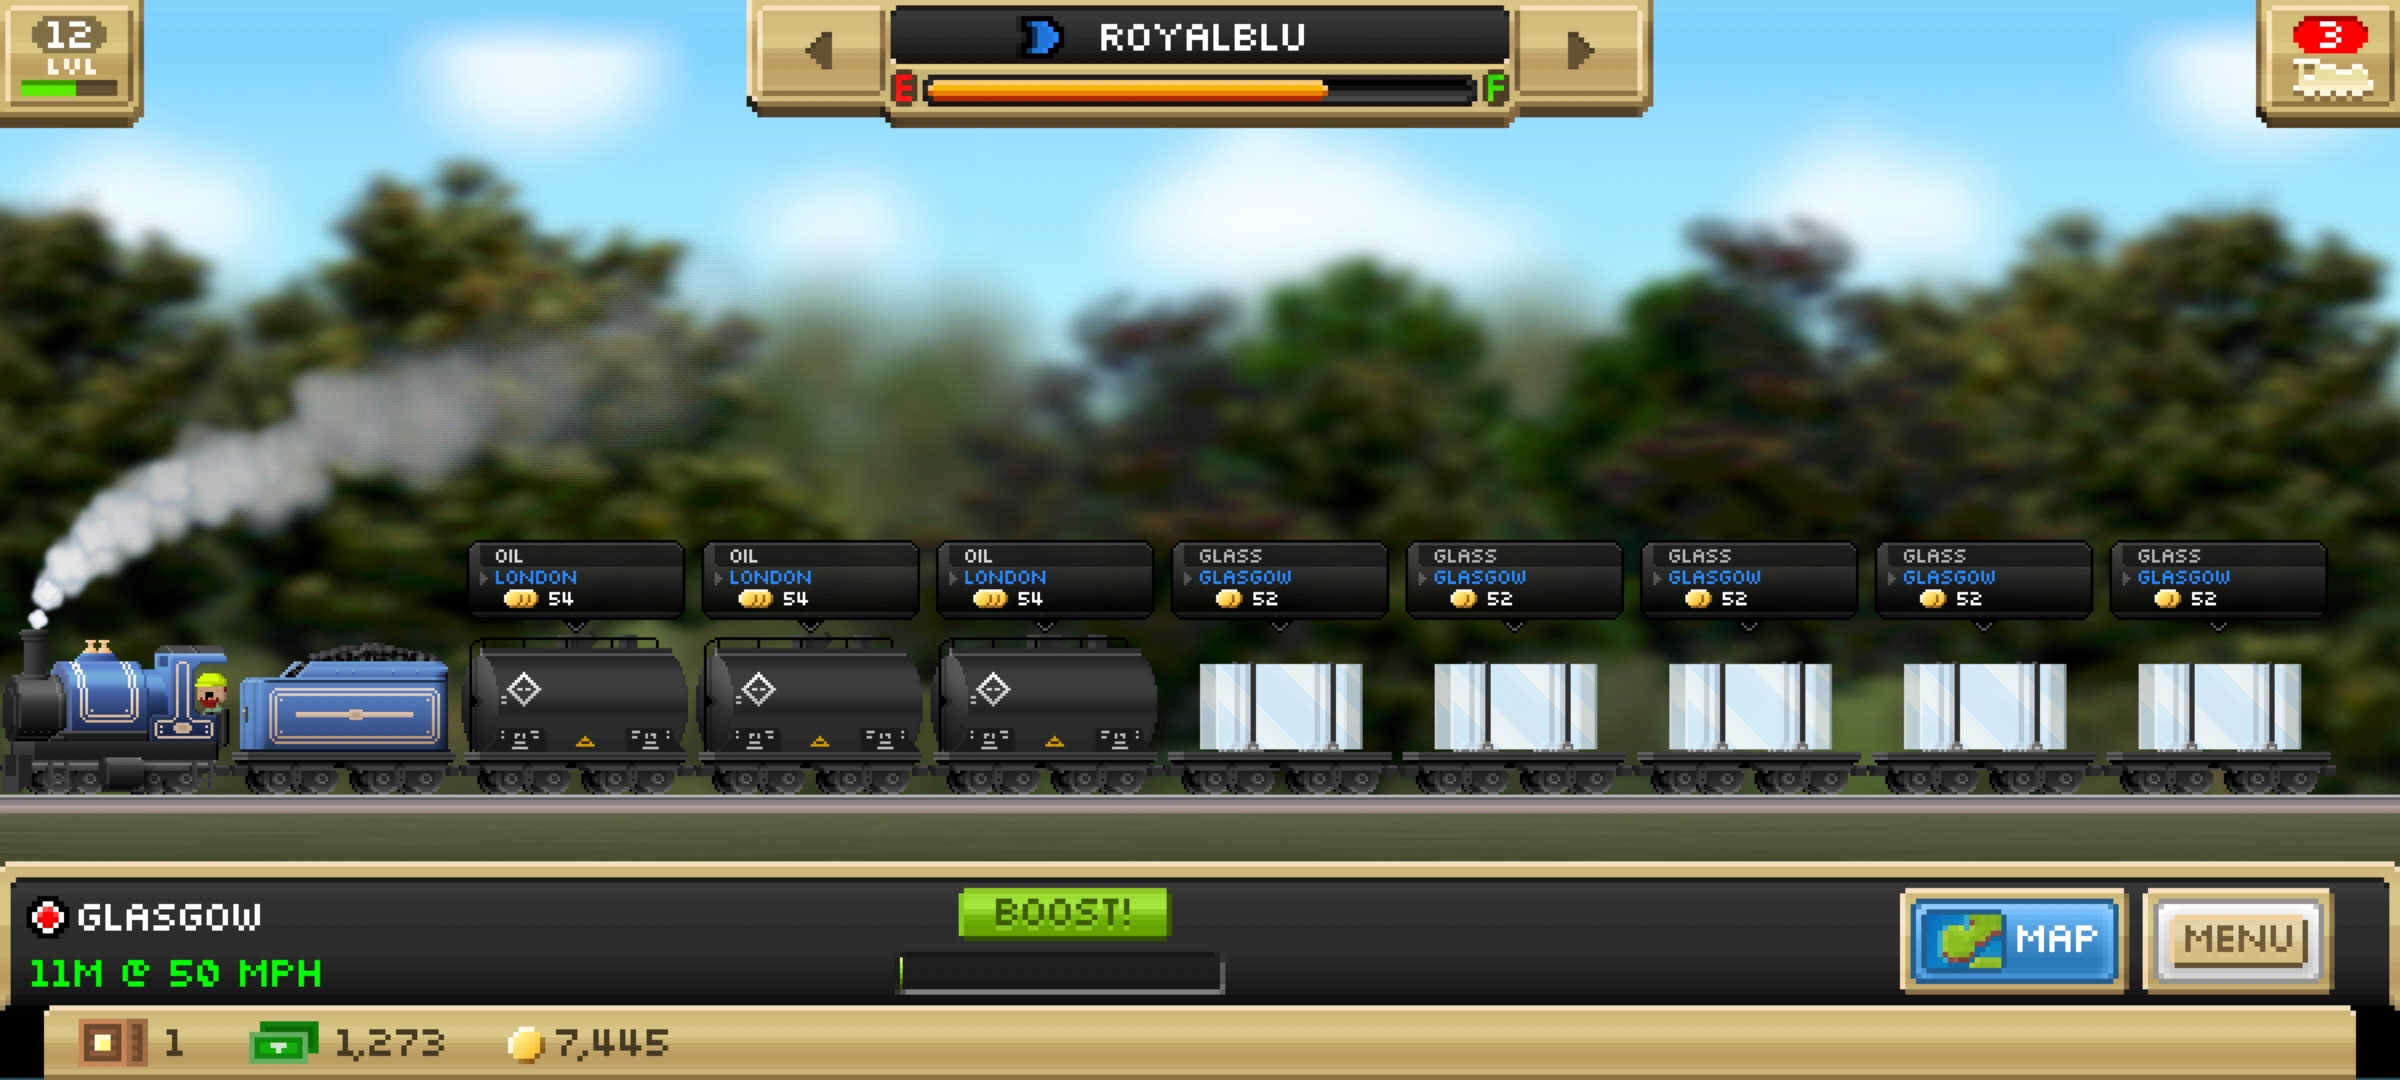 12
LVL
ROYALBLU
E
F
3
OIL
LONDON
54
OIL
LONDON
54
OIL
LONDON
54
GLASS
GLASGOW
52
GLASS
GLASGOW
52
GLASS
GLASGOW
52
GLASS
GLASGOW
52
GLASS
GLASGOW
52
GLASGOW
11M @ 50 MPH
BOOST!
MAP
MENU
1
1,273
7,445